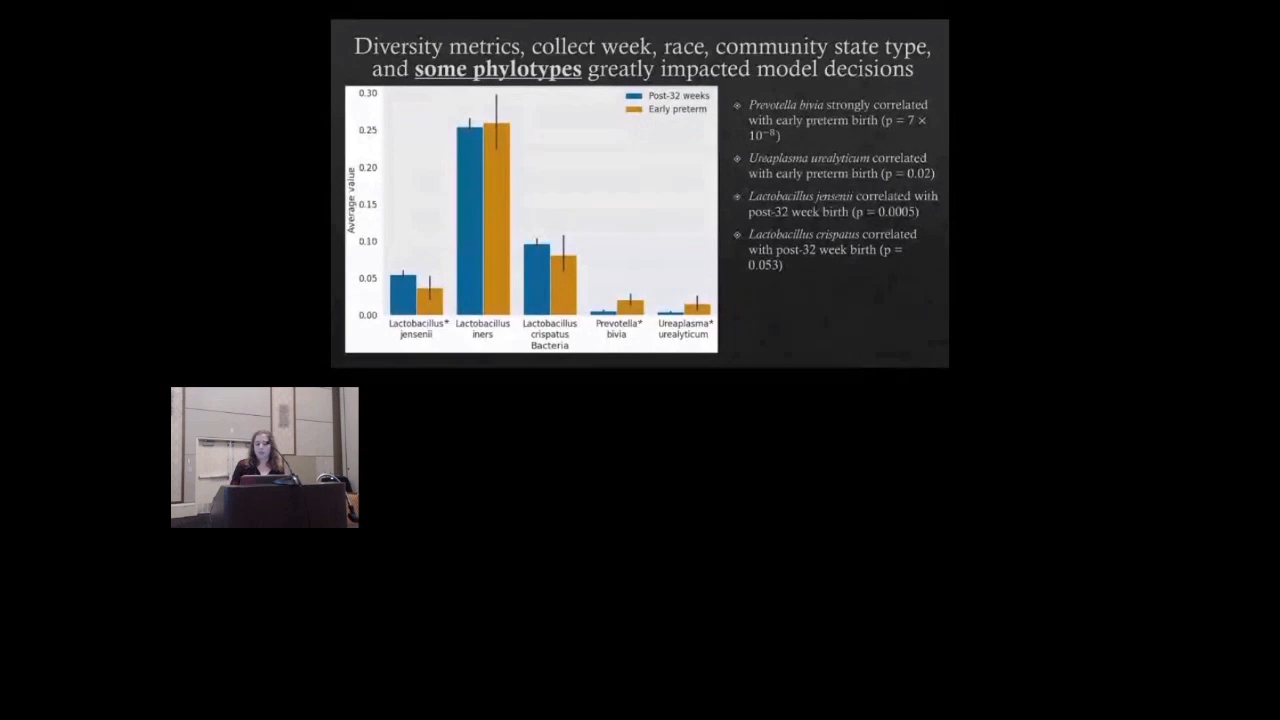 Diversity metrics, collect week, race, community state type,
and some phylotypes greatly impacted model decisions
0.30
0.25
0.20
0.15
0.10
0.05
0.00
Average value
Post-32 weeks
Early preterm
Lactobacillus*
jensenii
Lactobacillus
iners
Lactobacillus
crispatus
Prevotella*
bivia
Ureaplasma*
urealyticum
Bacteria
Prevotella bivia strongly correlated
with early preterm birth (p = 7 ×
10⁻⁸)
Ureaplasma urealyticum correlated
with early preterm birth (p = 0.02)
Lactobacillus jensenii correlated with
post-32 week birth (p = 0.0005)
Lactobacillus crispatus correlated
with post-32 week birth (p =
0.053)